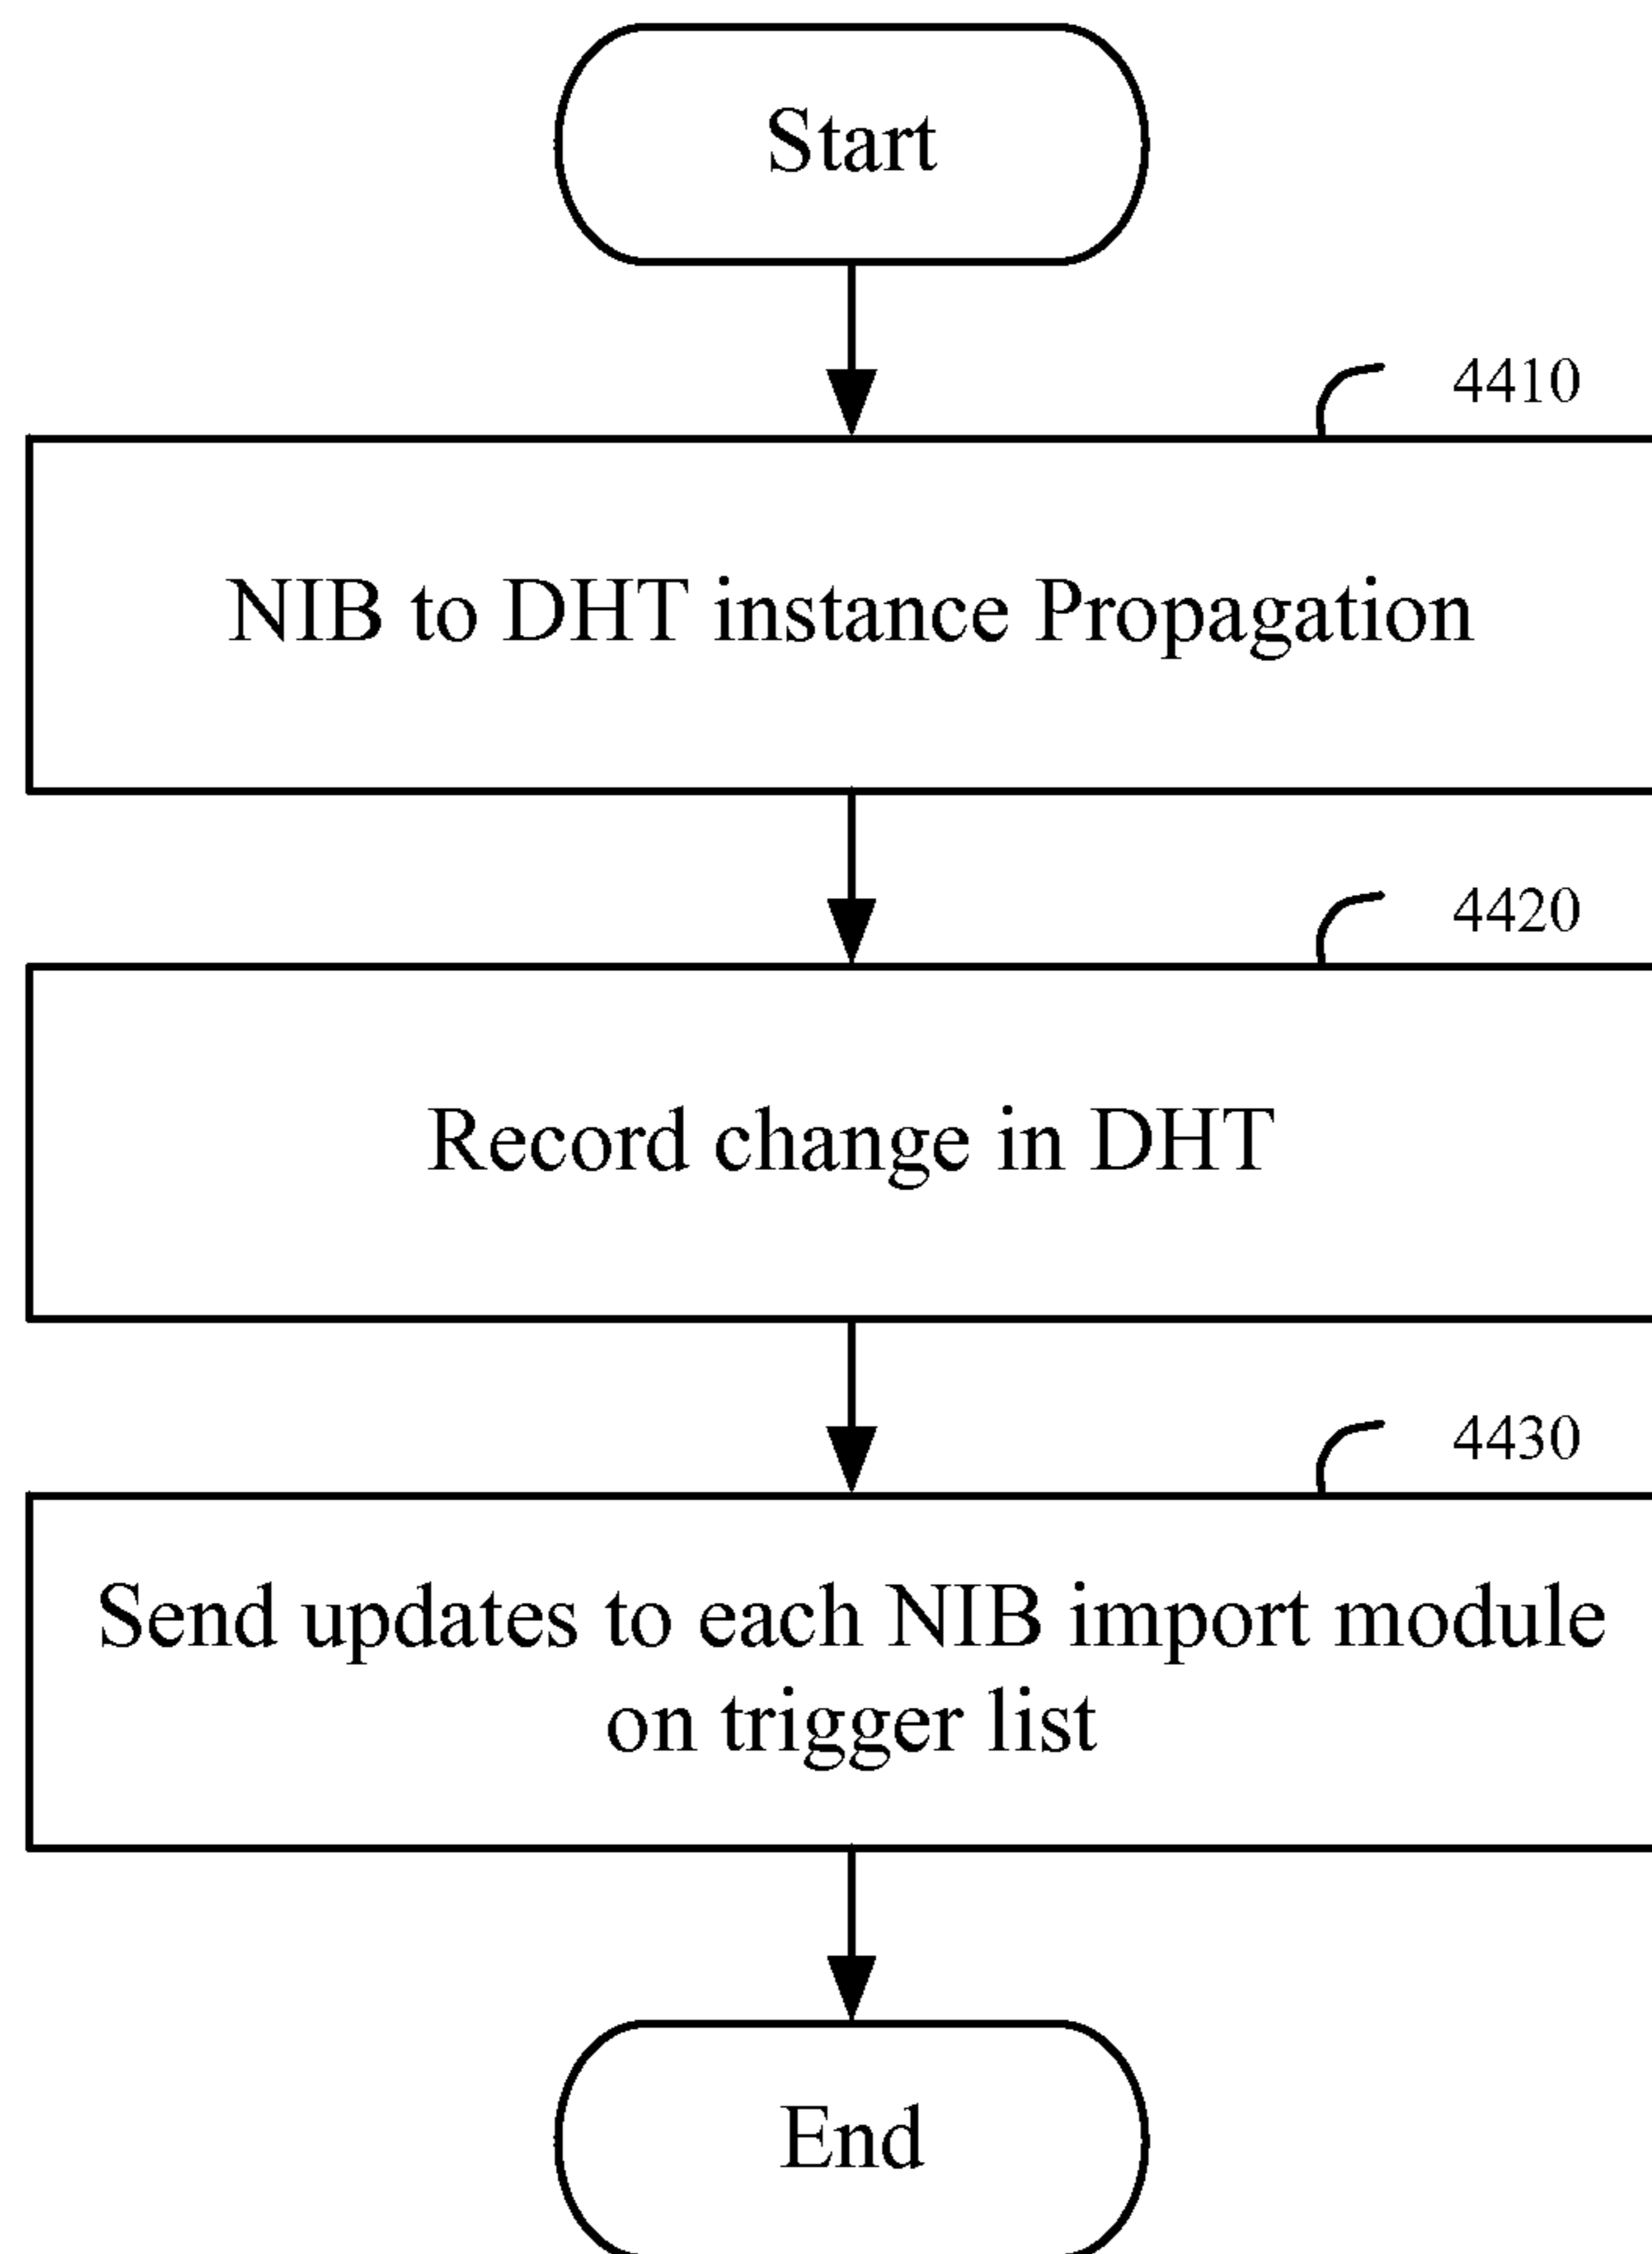 Start
4410
NIB to DHT instance Propagation
4420
Record change in DHT
4430
Send updates to each NIB import module
on trigger list
End